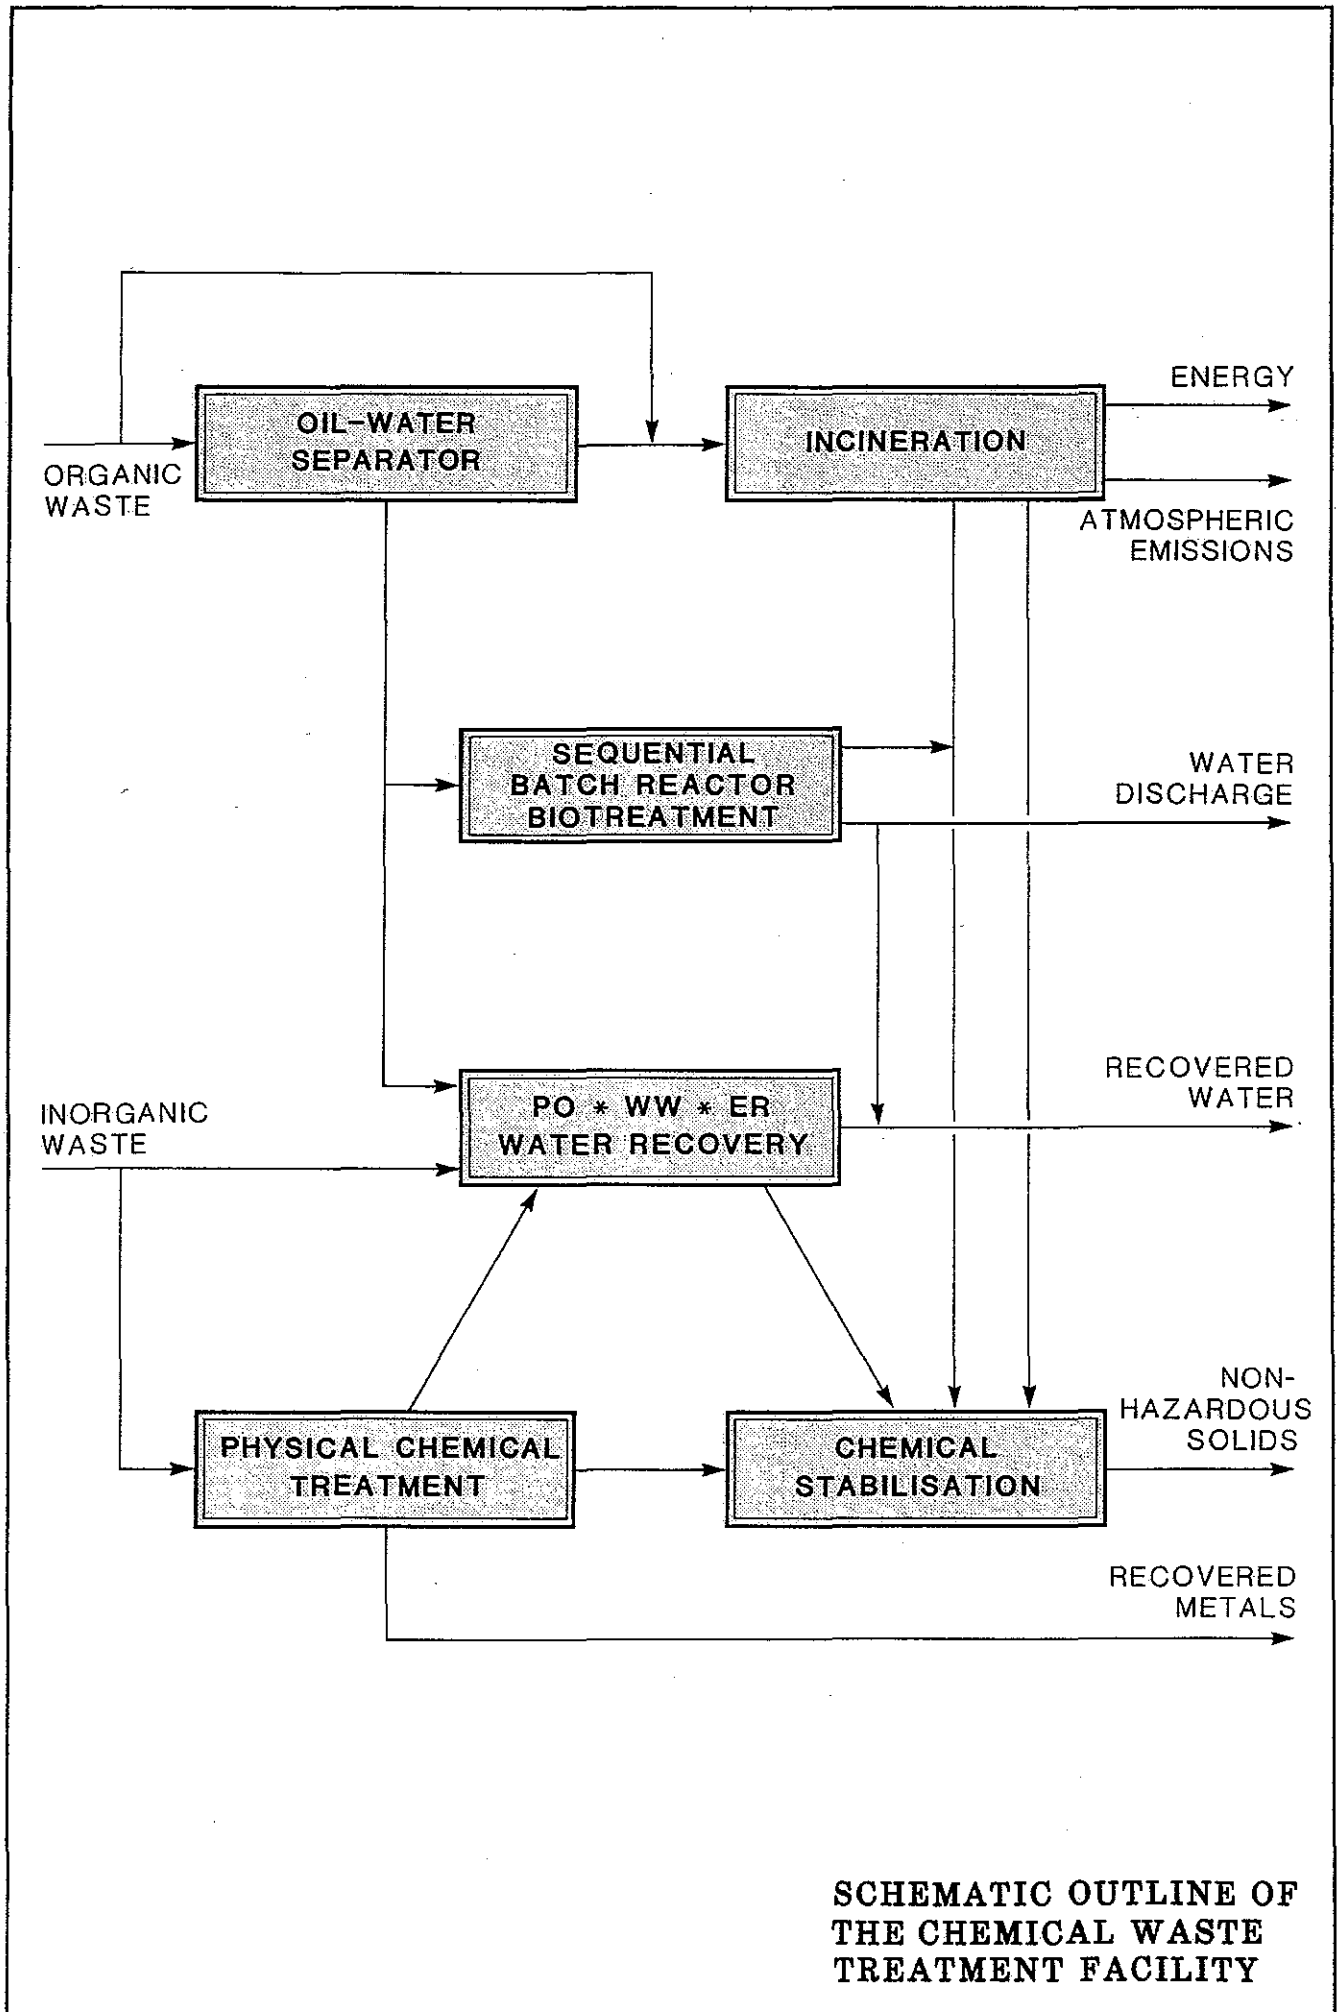 ENERGY
OIL-WATER
SEPARATOR
INCINERATION
ORGANIC
WASTE
ATMOSPHERIC
EMISSIONS
SEQUENTIAL
BATCH REACTOR
BIOTREATMENT
WATER
DISCHARGE
RECOVERED
WATER
INORGANIC
WASTE
PO * WW * ER
WATER RECOVERY
NON-
HAZARDOUS
SOLIDS
PHYSICAL CHEMICAL
TREATMENT
CHEMICAL
STABILISATION
RECOVERED
METALS
SCHEMATIC OUTLINE OF
THE CHEMICAL WASTE
TREATMENT FACILITY